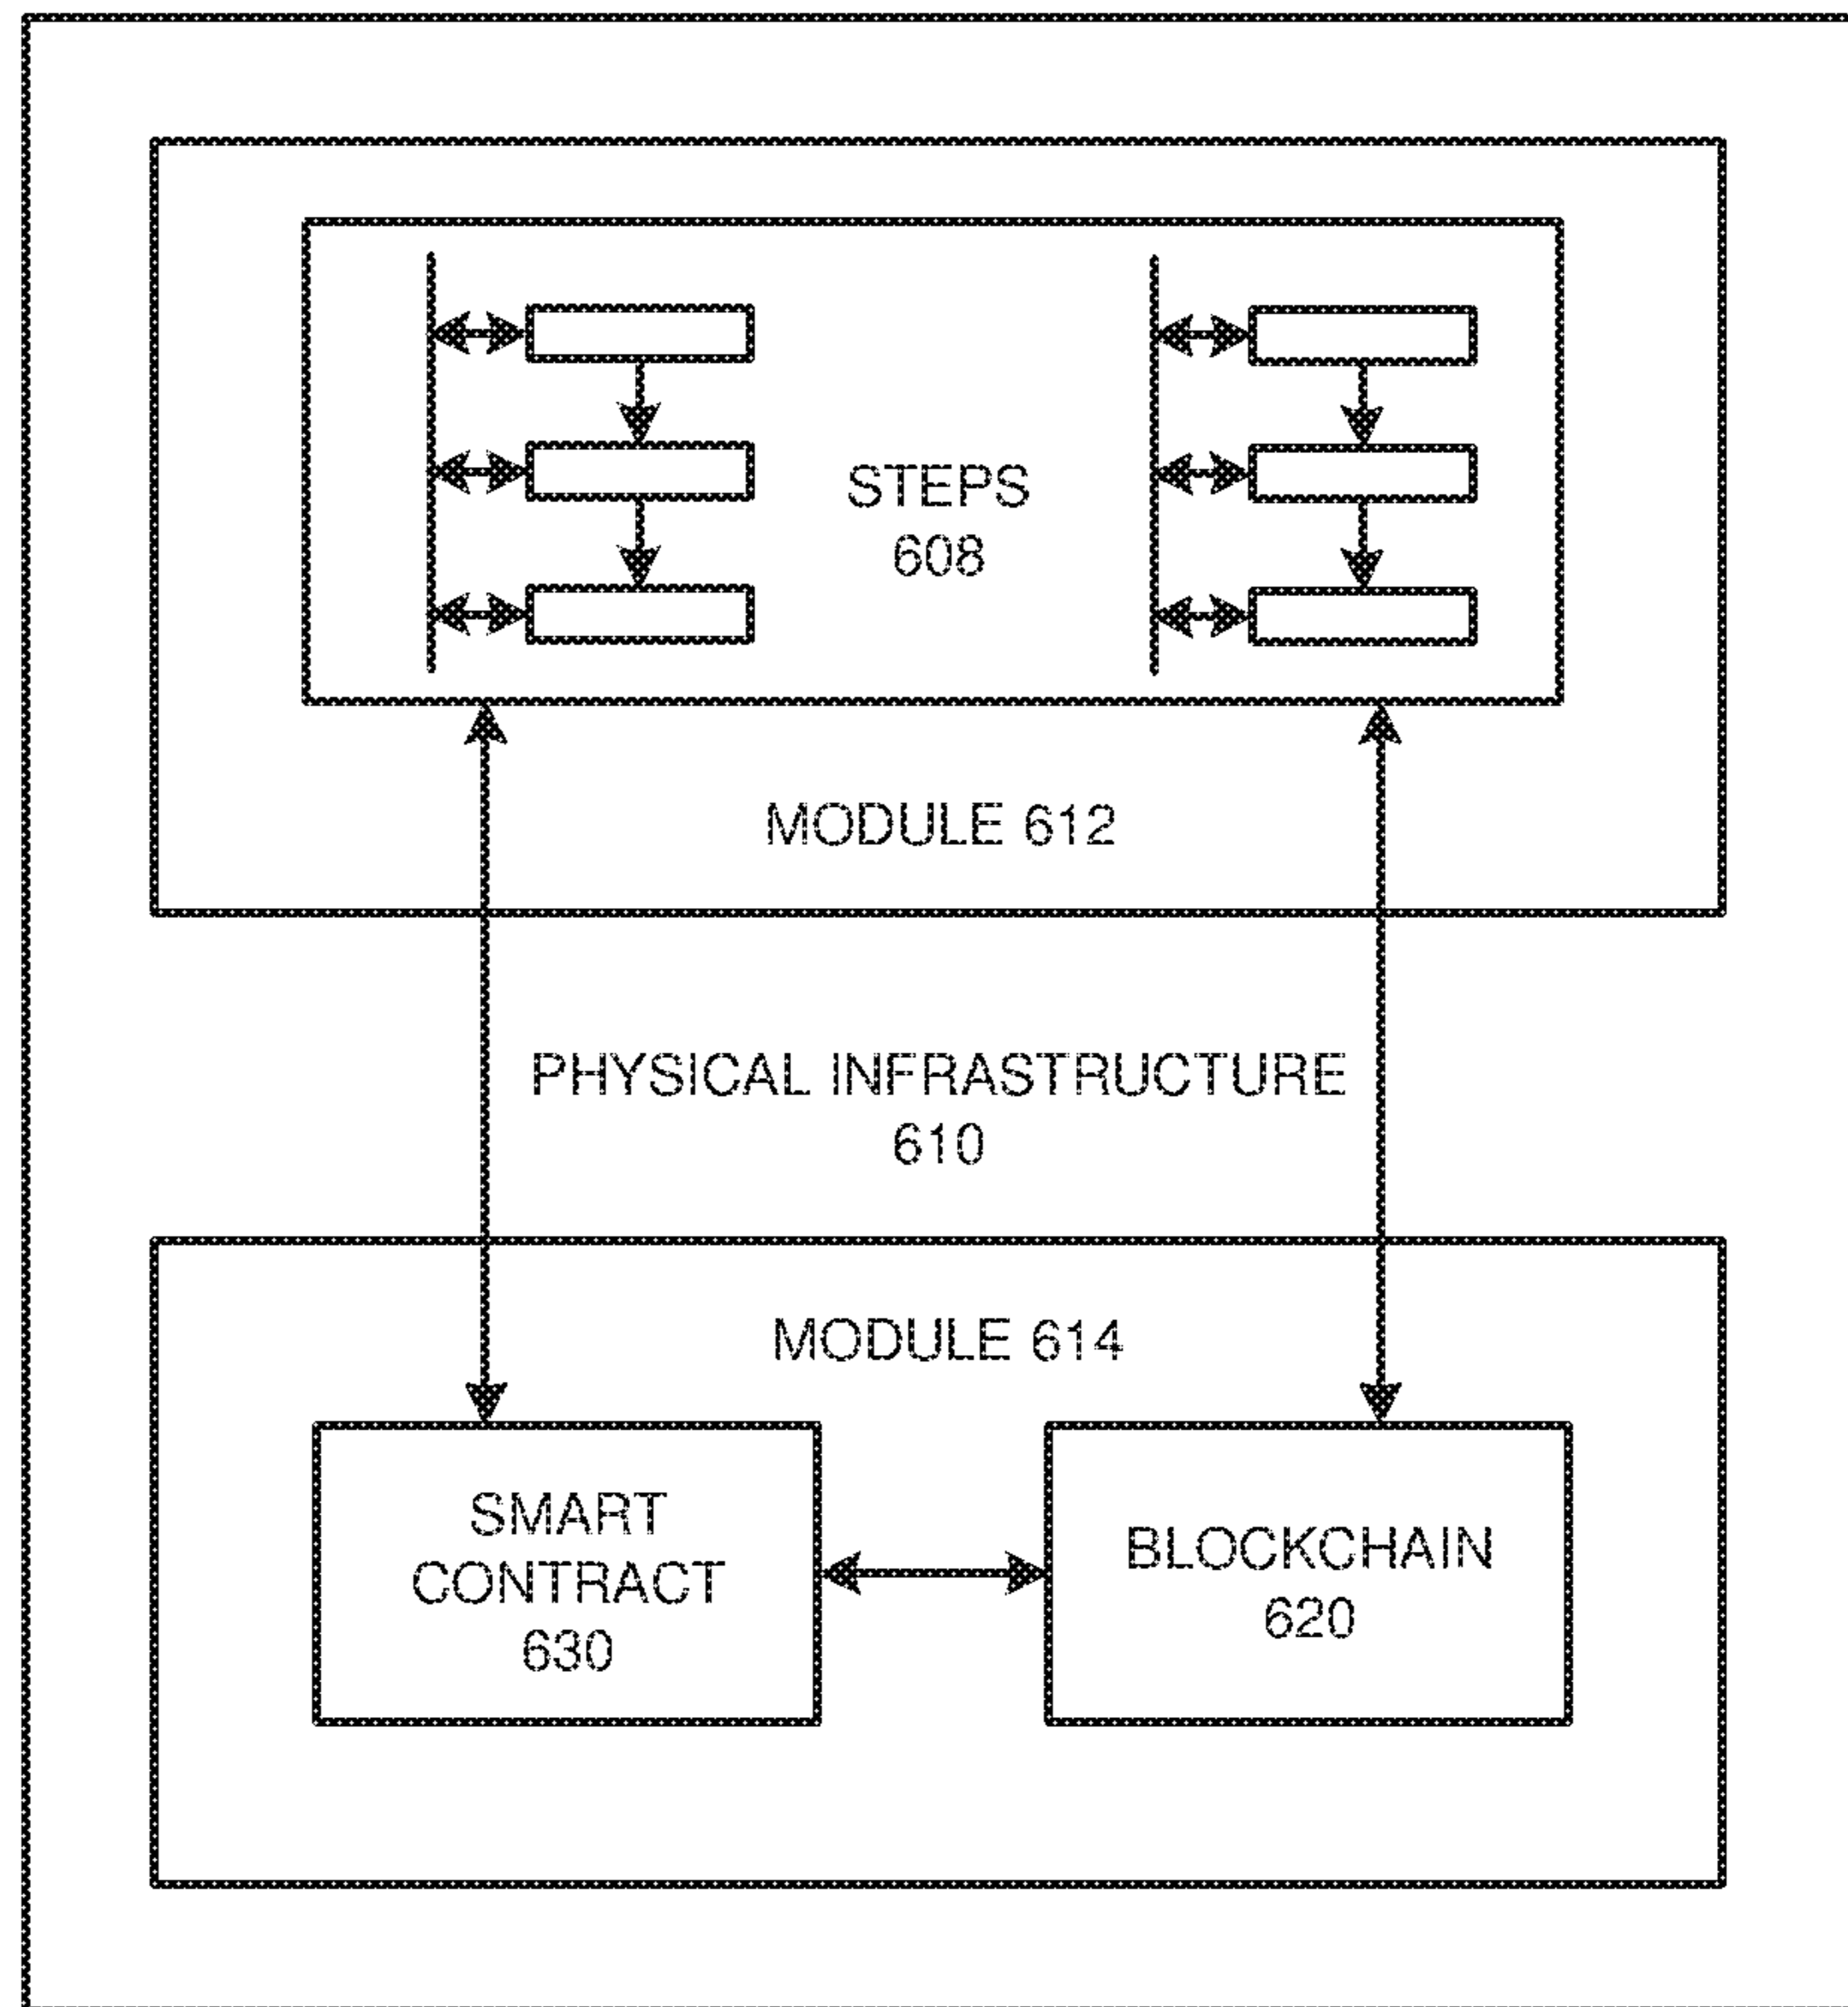 STEPS
608
MODULE 612
PHYSICAL INFRASTRUCTURE
610
MODULE 614
SMART
CONTRACT
630
BLOCKCHAIN
620